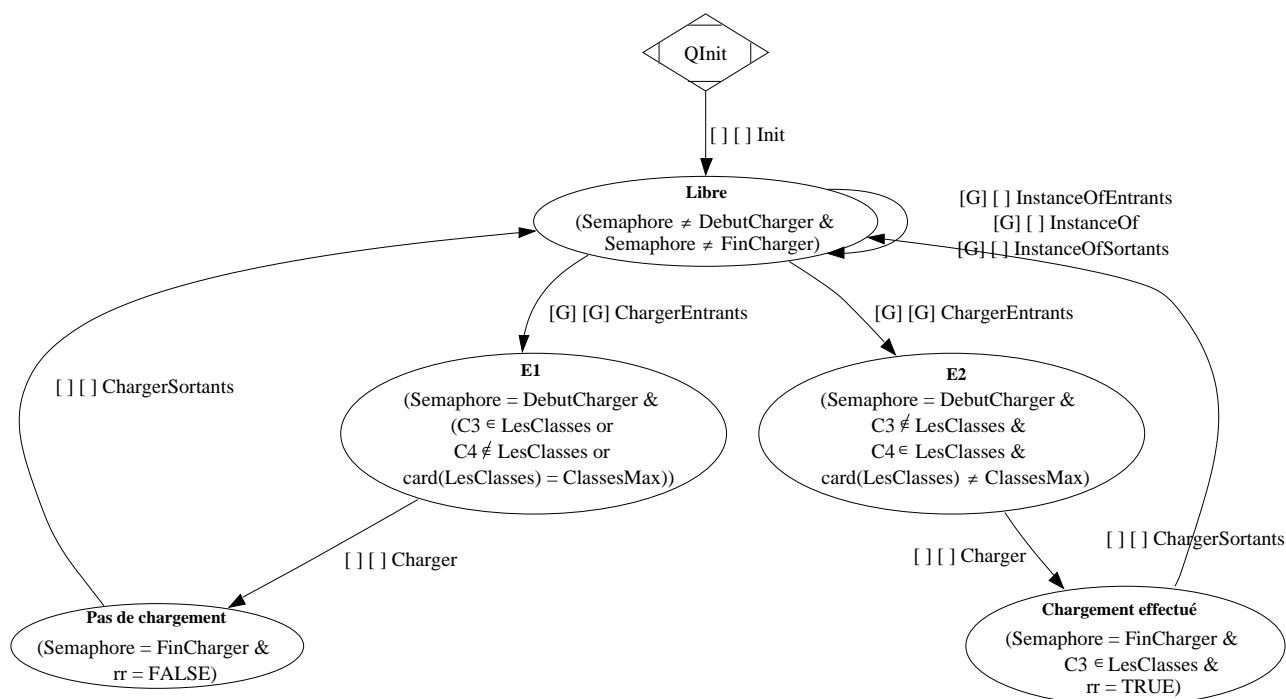 QInit
[ ] [ ] Init
Libre
(Semaphore ≠ DebutCharger &
Semaphore ≠ FinCharger)
[G] [ ] InstanceOfEntrants
[G] [ ] InstanceOf
[G] [ ] InstanceOfSortants
[G] [G] ChargerEntrants
[G] [G] ChargerEntrants
[ ] [ ] ChargerSortants
E1
(Semaphore = DebutCharger &
(C3 ∈ LesClasses or
C4 ∉ LesClasses or
card(LesClasses) = ClassesMax))
E2
(Semaphore = DebutCharger &
C3 ∉ LesClasses &
C4 ∈ LesClasses &
card(LesClasses) ≠ ClassesMax)
[ ] [ ] Charger
[ ] [ ] Charger
[ ] [ ] ChargerSortants
Pas de chargement
(Semaphore = FinCharger &
rr = FALSE)
Chargement effectué
(Semaphore = FinCharger &
C3 ∈ LesClasses &
rr = TRUE)